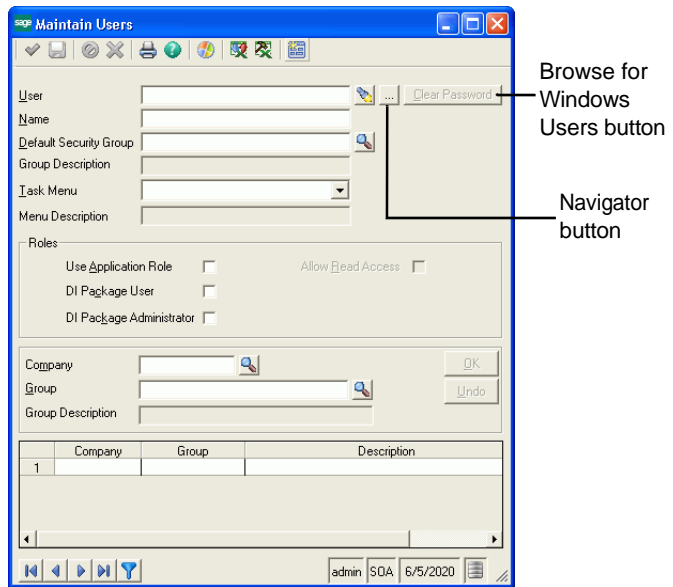 sage Maintain Users
User
... Clear Password
Name
Default Security Group
Group Description
Task Menu
Menu Description
Roles
Use Application Role
Allow Read Access
DI Package User
DI Package Administrator
Company
OK
Group
Undo
Group Description
Company Group Description
1
admin SOA 6/5/2020
Browse for
Windows
Users button
Navigator
button